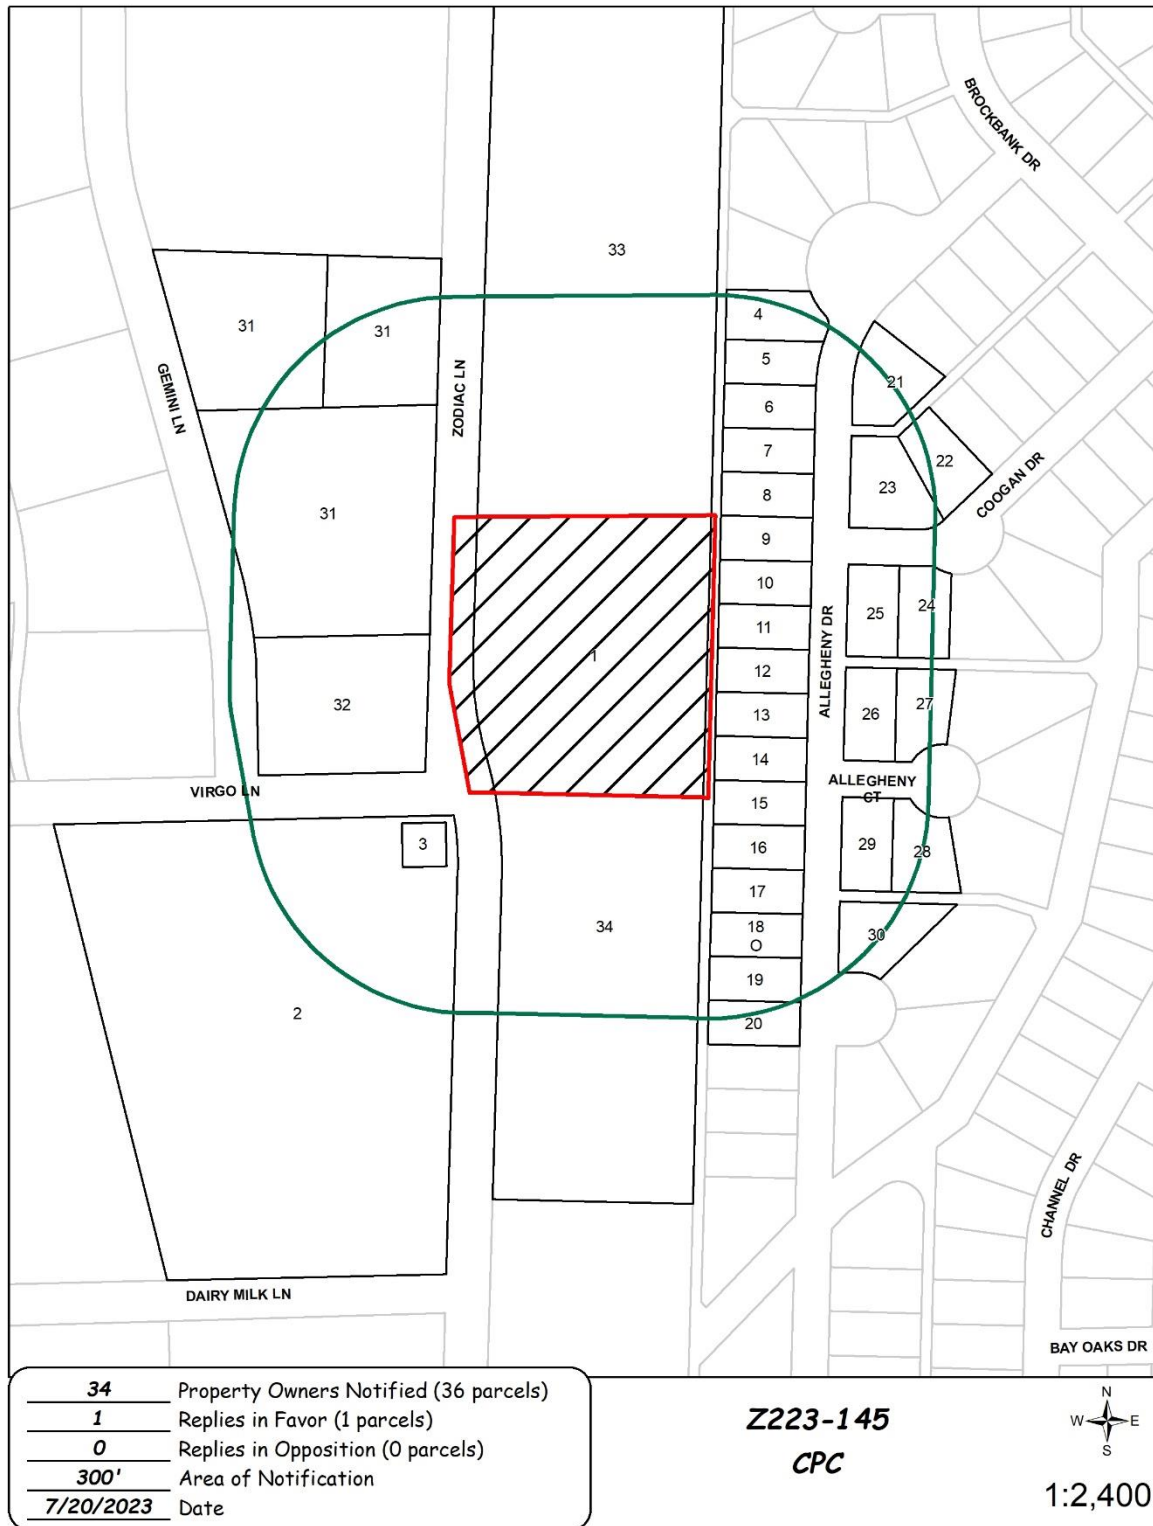 BROCKBANK DR
33
4
31
31
5
21
GEMINI LN
ZODIAC LN
6
7
22
COOGAN DR
8
23
31
9
10
25
24
11
ALLEGHENY DR
1
12
32
13
26
27
14
VIRGO LN
ALLEGHENY
CT
15
3
16
29
28
17
34
18
O
30
19
2
20
CHANNEL DR
DAIRY MILK LN
BAY OAKS DR
34 Property Owners Notified (36 parcels)
1 Replies in Favor (1 parcels)
0 Replies in Opposition (0 parcels)
300' Area of Notification
7/20/2023 Date
Z223-145
CPC
N
W E
S
1:2,400